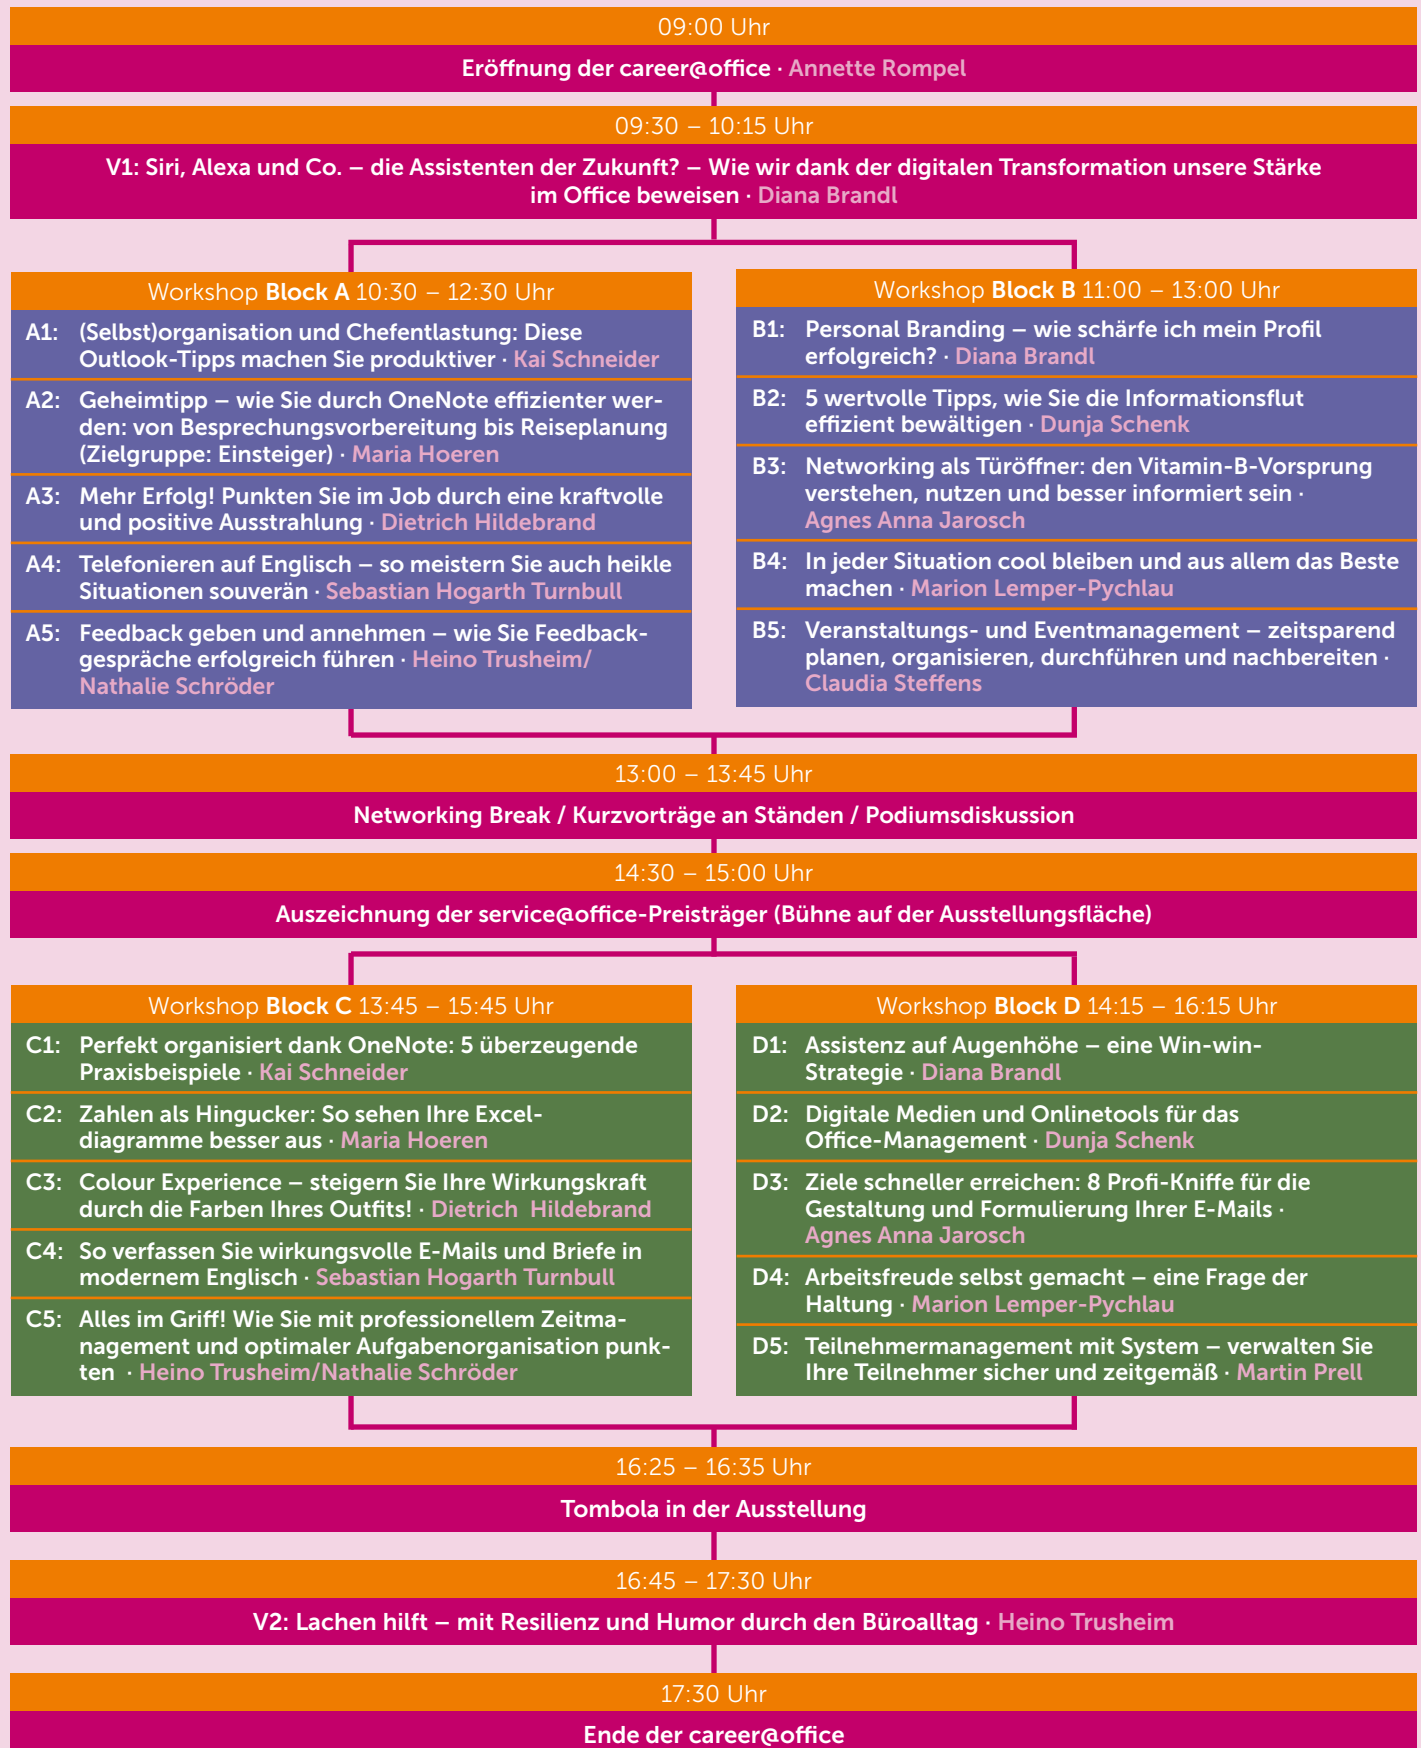 09:00 Uhr
Eröffnung der career@office · Annette Rompel
09:30 – 10:15 Uhr
V1: Siri, Alexa und Co. – die Assistenten der Zukunft? – Wie wir dank der digitalen Transformation unsere Stärke
im Office beweisen · Diana Brandl
Workshop Block A 10:30 – 12:30 Uhr
A1: (Selbst)organisation und Chefentlastung: Diese
Outlook-Tipps machen Sie produktiver · Kai Schneider
A2: Geheimtipp – wie Sie durch OneNote effizienter wer-
den: von Besprechungsvorbereitung bis Reiseplanung
(Zielgruppe: Einsteiger) · Maria Hoeren
A3: Mehr Erfolg! Punkten Sie im Job durch eine kraftvolle
und positive Ausstrahlung · Dietrich Hildebrand
A4: Telefonieren auf Englisch – so meistern Sie auch heikle
Situationen souverän · Sebastian Hogarth Turnbull
A5: Feedback geben und annehmen – wie Sie Feedback-
gespräche erfolgreich führen · Heino Trusheim/
Nathalie Schröder
Workshop Block B 11:00 – 13:00 Uhr
B1: Personal Branding – wie schärfe ich mein Profil
erfolgreich? · Diana Brandl
B2: 5 wertvolle Tipps, wie Sie die Informationsflut
effizient bewältigen · Dunja Schenk
B3: Networking als Türöffner: den Vitamin-B-Vorsprung
verstehen, nutzen und besser informiert sein ·
Agnes Anna Jarosch
B4: In jeder Situation cool bleiben und aus allem das Beste
machen · Marion Lemper-Pychlau
B5: Veranstaltungs- und Eventmanagement – zeitsparend
planen, organisieren, durchführen und nachbereiten ·
Claudia Steffens
13:00 – 13:45 Uhr
Networking Break / Kurzvorträge an Ständen / Podiumsdiskussion
14:30 – 15:00 Uhr
Auszeichnung der service@office-Preisträger (Bühne auf der Ausstellungsfläche)
Workshop Block C 13:45 – 15:45 Uhr
C1: Perfekt organisiert dank OneNote: 5 überzeugende
Praxisbeispiele · Kai Schneider
C2: Zahlen als Hingucker: So sehen Ihre Excel-
diagramme besser aus · Maria Hoeren
C3: Colour Experience – steigern Sie Ihre Wirkungskraft
durch die Farben Ihres Outfits! · Dietrich Hildebrand
C4: So verfassen Sie wirkungsvolle E-Mails und Briefe in
modernem Englisch · Sebastian Hogarth Turnbull
C5: Alles im Griff! Wie Sie mit professionellem Zeitma-
nagement und optimaler Aufgabenorganisation punk-
ten · Heino Trusheim/Nathalie Schröder
Workshop Block D 14:15 – 16:15 Uhr
D1: Assistenz auf Augenhöhe – eine Win-win-
Strategie · Diana Brandl
D2: Digitale Medien und Onlinetools für das
Office-Management · Dunja Schenk
D3: Ziele schneller erreichen: 8 Profi-Kniffe für die
Gestaltung und Formulierung Ihrer E-Mails ·
Agnes Anna Jarosch
D4: Arbeitsfreude selbst gemacht – eine Frage der
Haltung · Marion Lemper-Pychlau
D5: Teilnehmermanagement mit System – verwalten Sie
Ihre Teilnehmer sicher und zeitgemäß · Martin Prell
16:25 – 16:35 Uhr
Tombola in der Ausstellung
16:45 – 17:30 Uhr
V2: Lachen hilft – mit Resilienz und Humor durch den Büroalltag · Heino Trusheim
17:30 Uhr
Ende der career@office